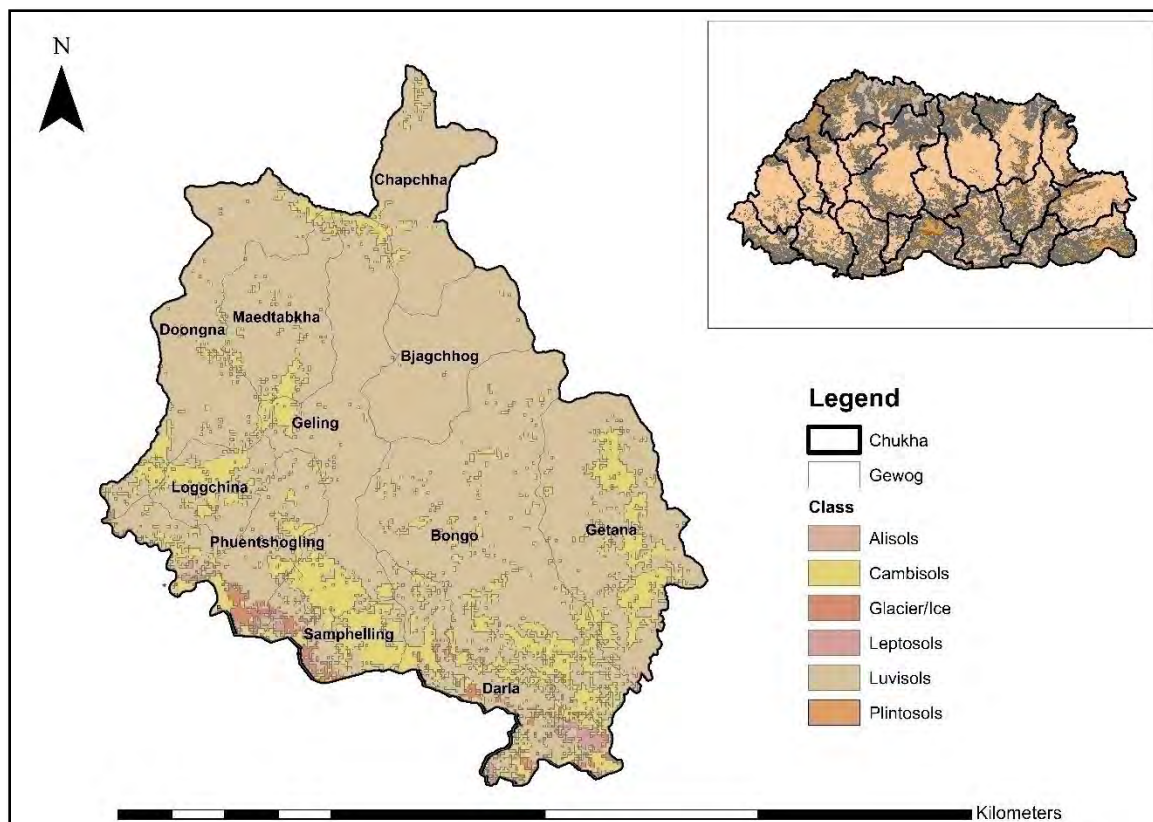 N
Chapchha
Maedtabkha
Doongna
Bjagchhog
Geling
Loggchina
Phuentshogling
Bongo
Getana
Samphelling
Darla
Legend
Chukha
Gewog
Class
Alisols
Cambisols
Glacier/Ice
Leptosols
Luvisols
Plintosols
Kilometers